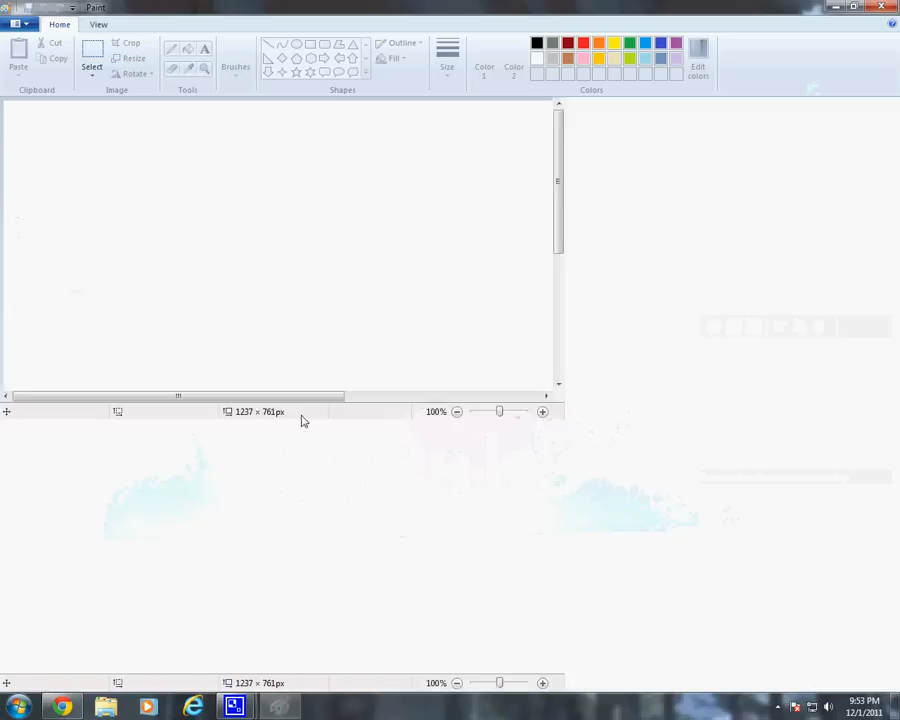 Paint
Home View
Paste
Cut
Copy
Clipboard
Select
Crop
Resize
Rotate
Image
Tools
Brushes
Outline
Fill
Shapes
Size
Color 1
Color 2
Edit colors
Colors
1237 × 761px
100%
1237 × 761px
100%
9:53 PM
12/1/2011